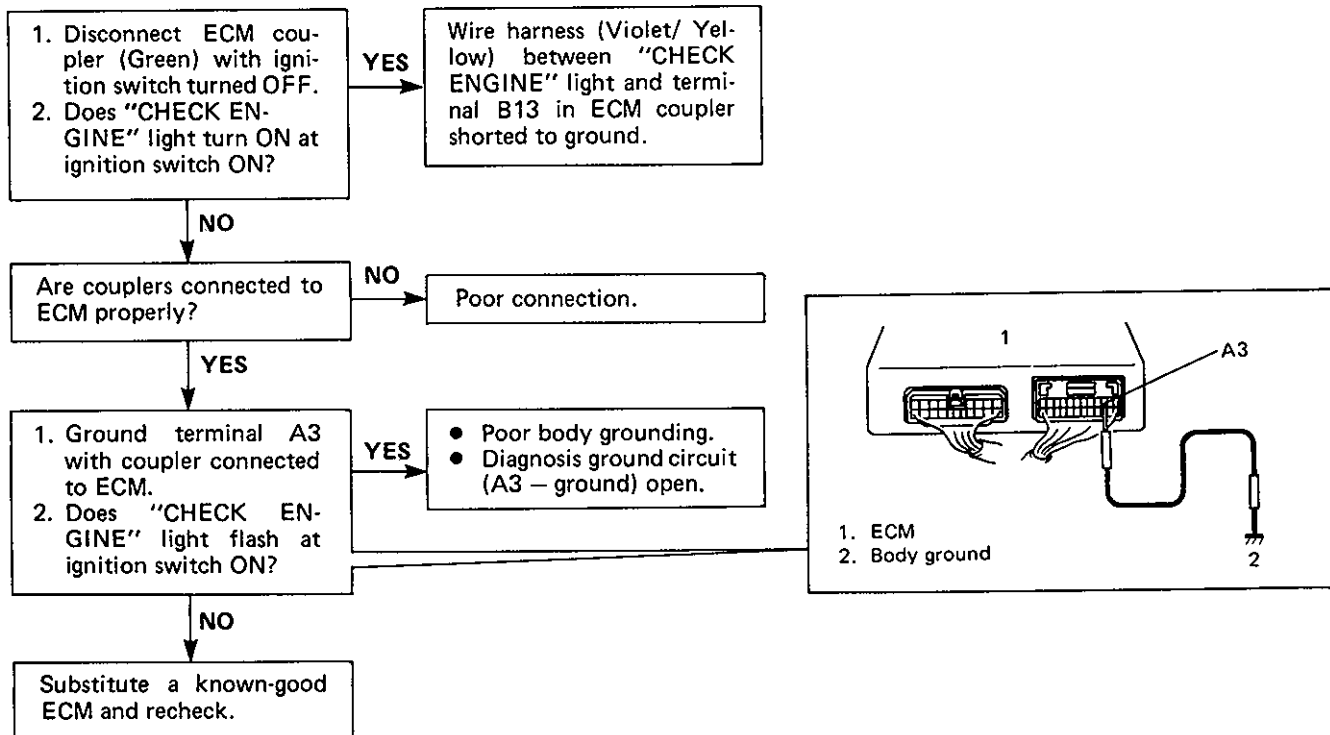 1. Disconnect ECM cou-
pler (Green) with igni-
tion switch turned OFF.
2. Does "CHECK EN-
GINE" light turn ON at
ignition switch ON?
YES
Wire harness (Violet/ Yel-
low) between "CHECK
ENGINE" light and termi-
nal B13 in ECM coupler
shorted to ground.
NO
Are couplers connected to
ECM properly?
NO
Poor connection.
YES
1. Ground terminal A3
with coupler connected
to ECM.
2. Does "CHECK EN-
GINE" light flash at
ignition switch ON?
YES
● Poor body grounding.
● Diagnosis ground circuit
(A3 – ground) open.
NO
Substitute a known-good
ECM and recheck.
1
A3
1. ECM
2. Body ground
2